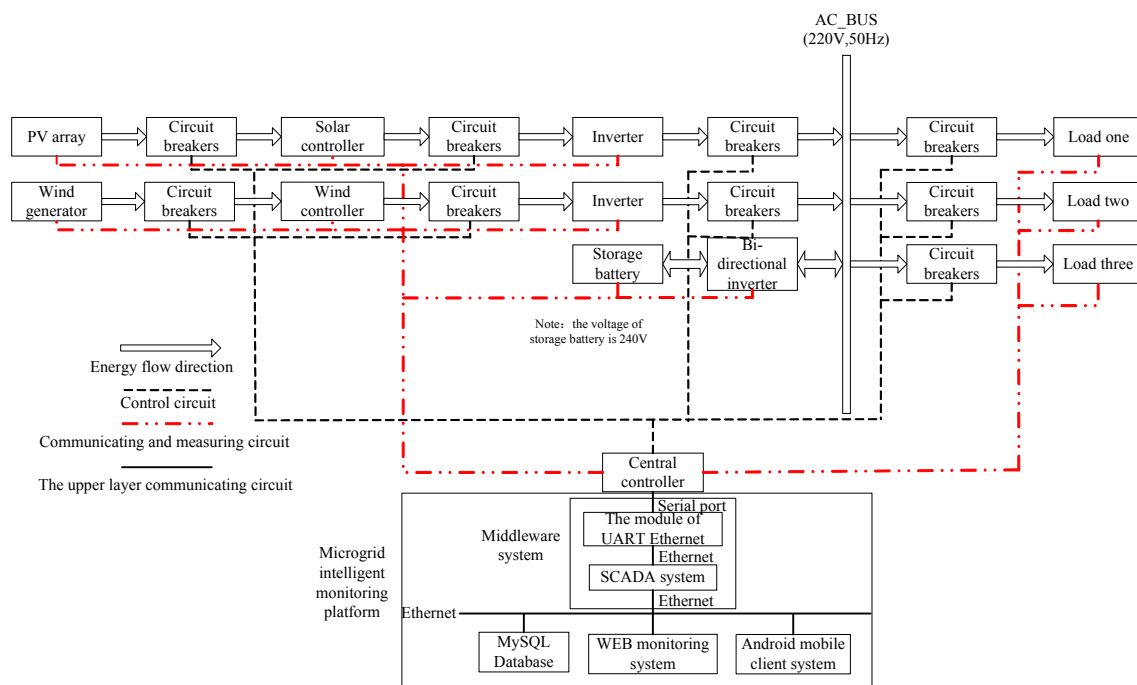 AC_BUS
(220V,50Hz)
PV array
Circuit
breakers
Solar
controller
Circuit
breakers
Inverter
Circuit
breakers
Circuit
breakers
Load one
Wind
generator
Circuit
breakers
Wind
controller
Circuit
breakers
Inverter
Circuit
breakers
Circuit
breakers
Load two
Storage
battery
Bi-
directional
inverter
Circuit
breakers
Load three
Note：the voltage of
storage battery is 240V
Energy flow direction
Control circuit
Communicating and measuring circuit
The upper layer communicating circuit
Central
controller
Serial port
Middleware
system
The module of
UART Ethernet
Ethernet
SCADA system
Ethernet
Microgrid
intelligent
monitoring
platform
Ethernet
MySQL
Database
WEB monitoring
system
Android mobile
client system